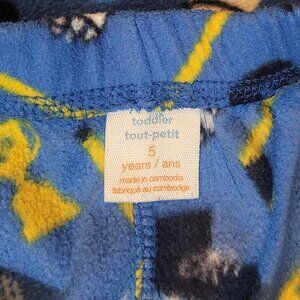 toddler
tout-petit
5
years / ans
made in cambodia
fabriqué au cambodge